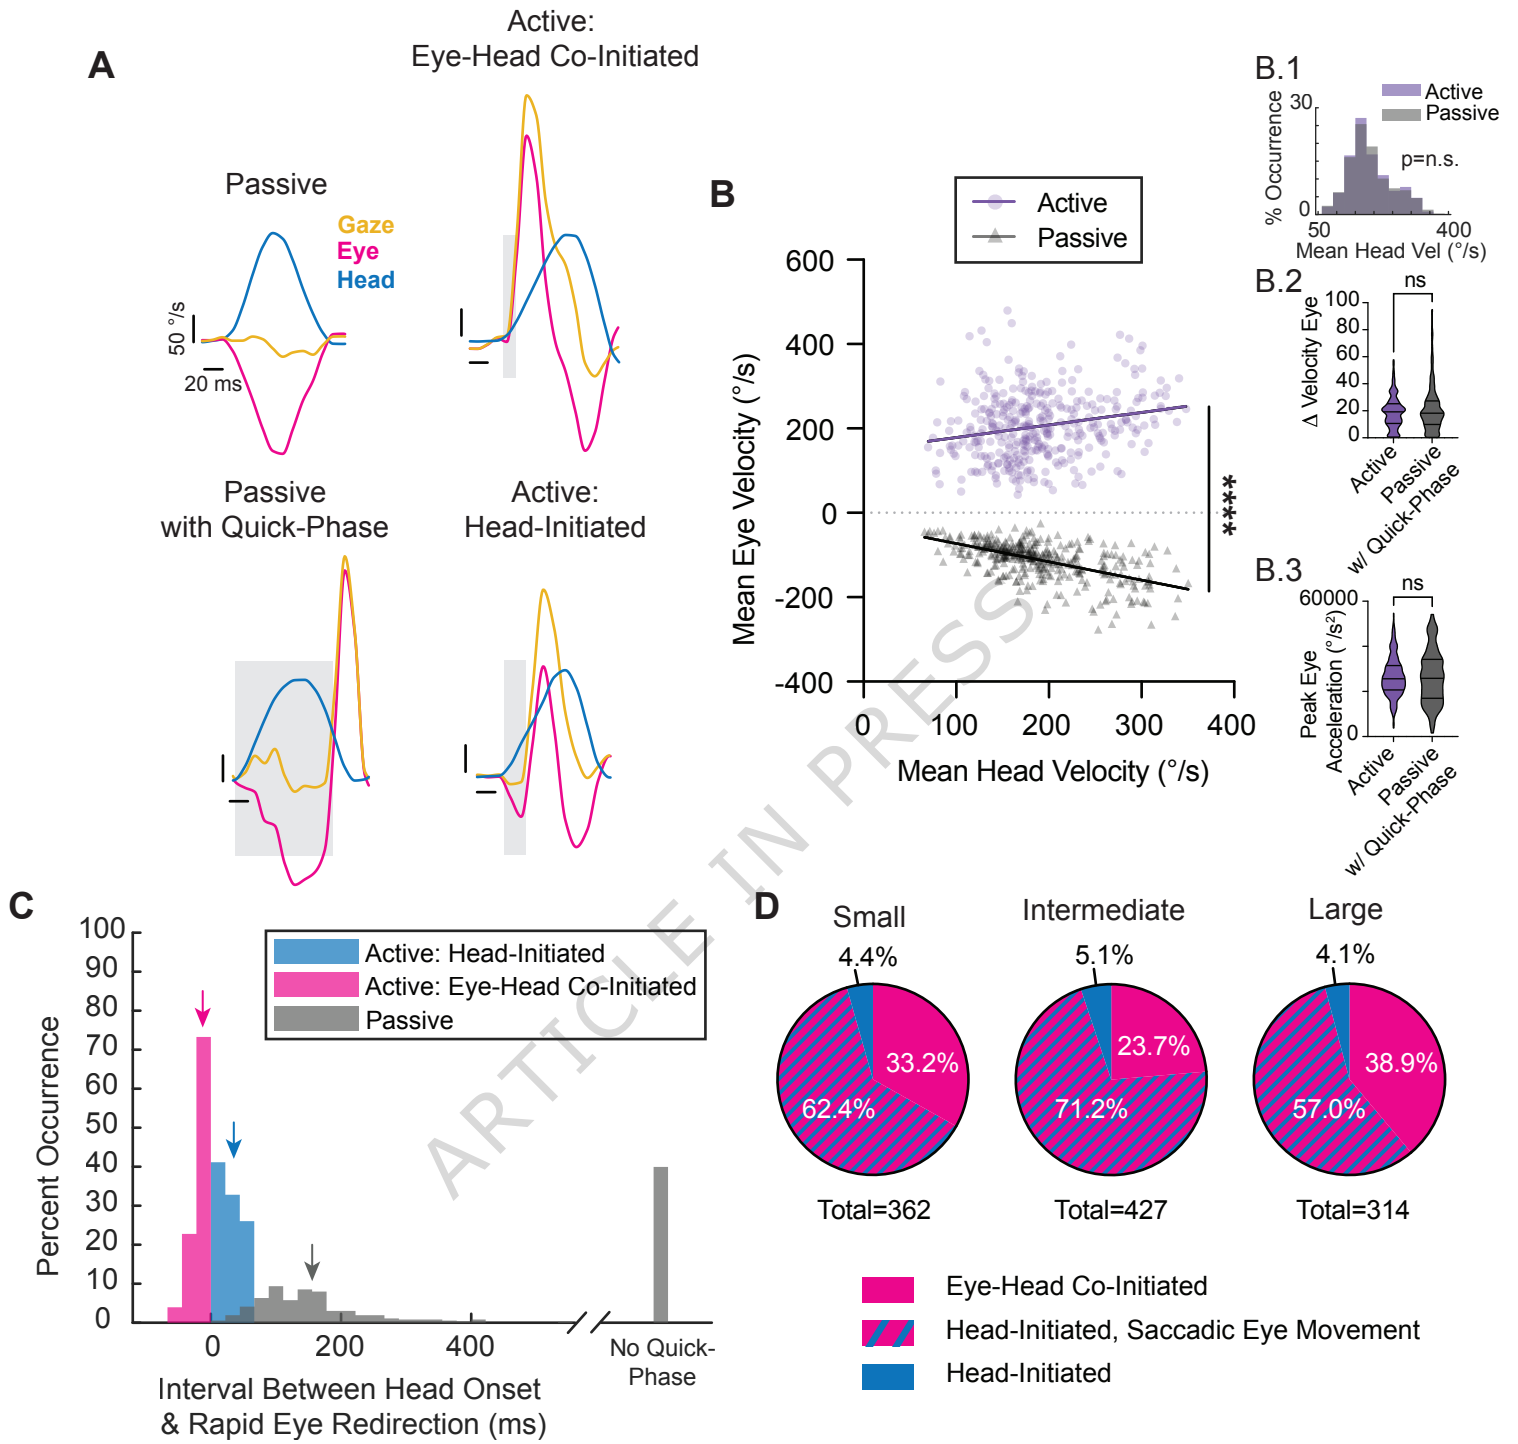 A
Active:
Eye-Head Co-Initiated
Passive
Gaze
Eye
Head
50 °/s
20 ms
Passive
with Quick-Phase
Active:
Head-Initiated
B
Active
Passive
600
400
200
0
-200
-400
Mean Eye Velocity (°/s)
0
100
200
300
400
Mean Head Velocity (°/s)
****
B.1
Active
Passive
30
0
% Occurrence
p=n.s.
50
400
Mean Head Vel (°/s)
B.2
ns
100
80
60
40
20
0
Δ Velocity Eye
Active
Passive
w/ Quick-Phase
B.3
ns
60000
0
Peak Eye
Acceleration (°/s²)
Active
Passive
w/ Quick-Phase
ARTICLE IN PRESS
C
100
90
80
70
60
50
40
30
20
10
0
Percent Occurrence
Active: Head-Initiated
Active: Eye-Head Co-Initiated
Passive
0
200
400
No Quick-
Phase
Interval Between Head Onset
& Rapid Eye Redirection (ms)
D
Small
4.4%
33.2%
62.4%
Total=362
Intermediate
5.1%
23.7%
71.2%
Total=427
Large
4.1%
38.9%
57.0%
Total=314
Eye-Head Co-Initiated
Head-Initiated, Saccadic Eye Movement
Head-Initiated